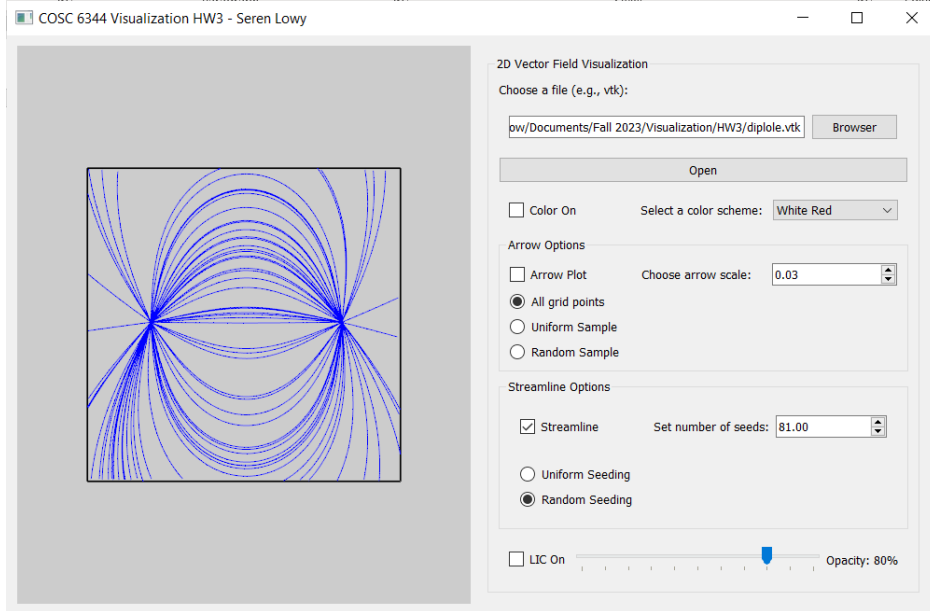 COSC 6344 Visualization HW3 - Seren Lowy
2D Vector Field Visualization
Choose a file (e.g., vtk):
ow/Documents/Fall 2023/Visualization/HW3/diplole.vtk Browser
Open
Color On Select a color scheme: White Red
Arrow Options
Arrow Plot Choose arrow scale: 0.03
All grid points
Uniform Sample
Random Sample
Streamline Options
Streamline Set number of seeds: 81.00
Uniform Seeding
Random Seeding
LIC On Opacity: 80%